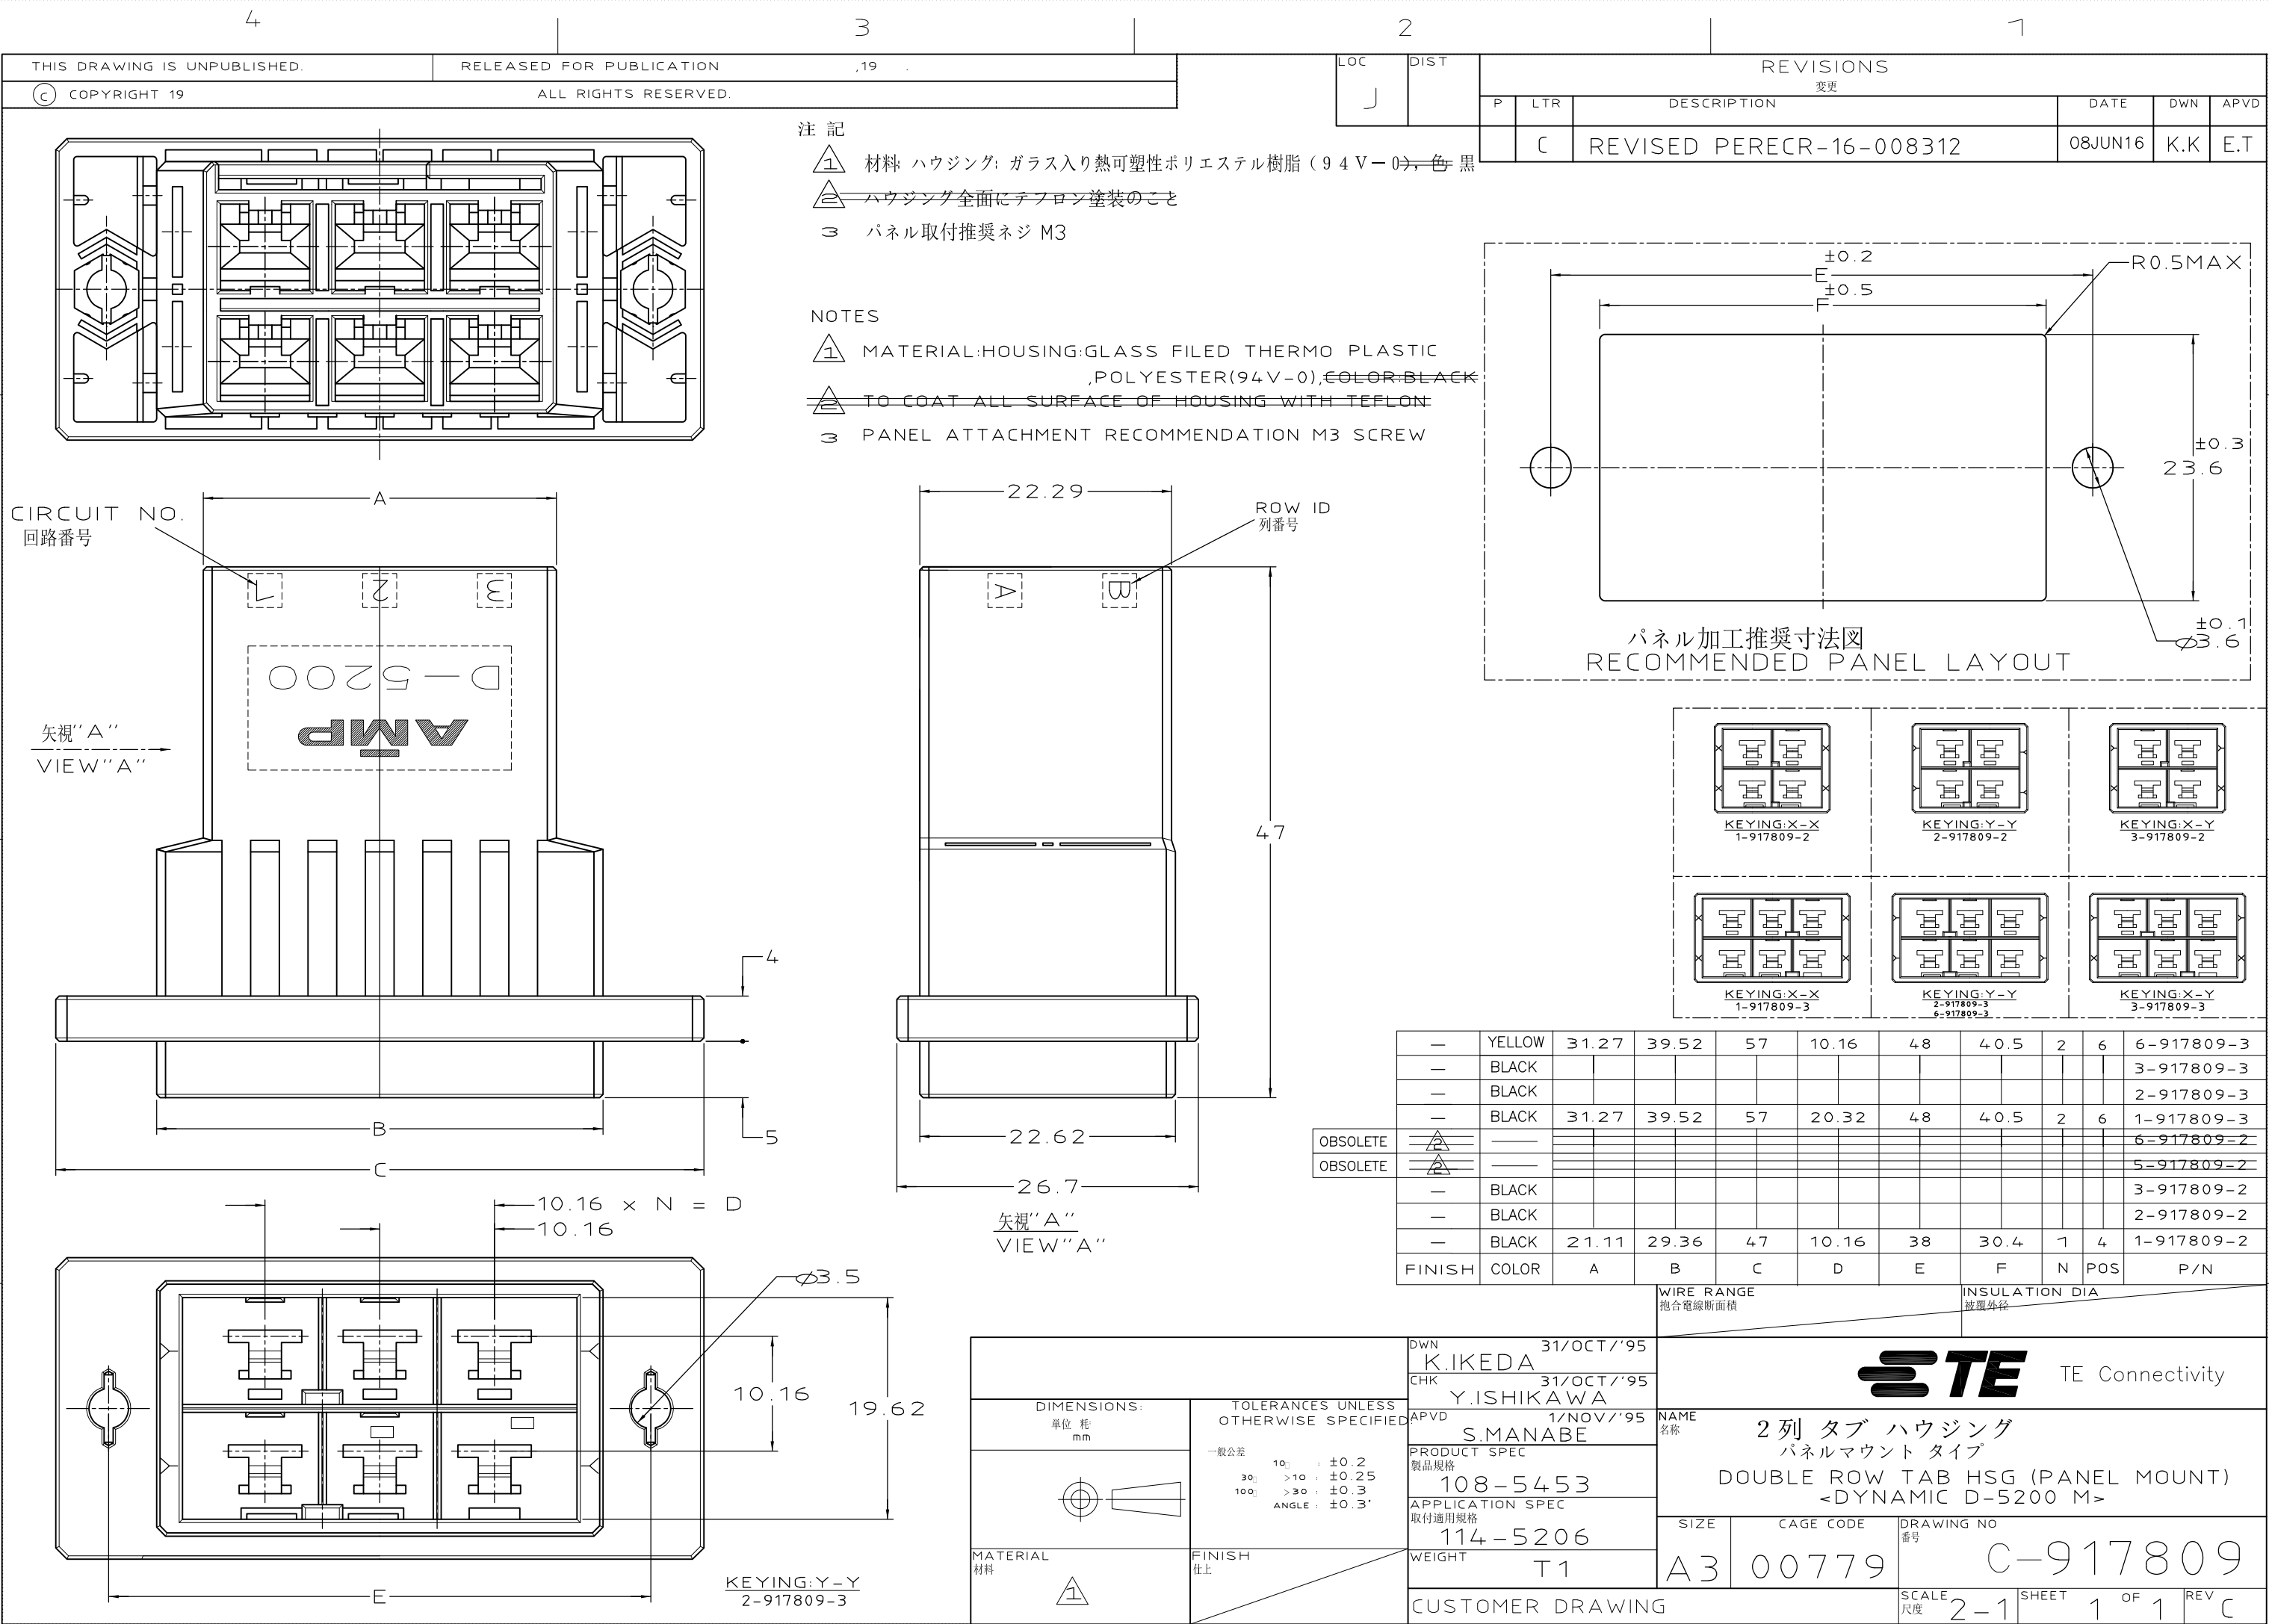 4 3 2 1
THIS DRAWING IS UNPUBLISHED. RELEASED FOR PUBLICATION ,19 .
C COPYRIGHT 19 ALL RIGHTS RESERVED.
LOC DIST
J
REVISIONS
変更
P LTR DESCRIPTION DATE DWN APVD
C REVISED PERECR-16-008312 08JUN16 K.K E.T
注 記
1 材料 ハウジング: ガラス入り熱可塑性ポリエステル樹脂(94V-0), 色 黒
2 ハウジング全面にテフロン塗装のこと
3 パネル取付推奨ネジ M3
NOTES
1 MATERIAL:HOUSING:GLASS FILED THERMO PLASTIC
,POLYESTER(94V-0),COLOR:BLACK
2 TO COAT ALL SURFACE OF HOUSING WITH TEFLON
3 PANEL ATTACHMENT RECOMMENDATION M3 SCREW
±0.2
E
±0.5
F
R0.5MAX
±0.3
23.6
±0.1
φ3.6
パネル加工推奨寸法図
RECOMMENDED PANEL LAYOUT
CIRCUIT NO.
回路番号
A
1 2 3
D-5200
AMP
矢視"A"
VIEW"A"
4
5
B
C
22.29
ROW ID
列番号
A B
47
22.62
26.7
矢視"A"
VIEW"A"
10.16 x N = D
10.16
φ3.5
10.16
19.62
E
KEYING:Y-Y
2-917809-3
KEYING:X-X
1-917809-2
KEYING:Y-Y
2-917809-2
KEYING:X-Y
3-917809-2
KEYING:X-X
1-917809-3
KEYING:Y-Y
2-917809-3
6-917809-3
KEYING:X-Y
3-917809-3
— YELLOW 31.27 39.52 57 10.16 48 40.5 2 6 6-917809-3
— BLACK 3-917809-3
— BLACK 2-917809-3
— BLACK 31.27 39.52 57 20.32 48 40.5 2 6 1-917809-3
OBSOLETE 2 — 6-917809-2
OBSOLETE 2 — 5-917809-2
— BLACK 3-917809-2
— BLACK 2-917809-2
— BLACK 21.11 29.36 47 10.16 38 30.4 1 4 1-917809-2
FINISH COLOR A B C D E F N POS P/N
WIRE RANGE
抱合電線断面積
INSULATION DIA
被覆外径
DIMENSIONS:
単位 粍
mm
TOLERANCES UNLESS
OTHERWISE SPECIFIED
一般公差
10 : ±0.2
30 >10 : ±0.25
100 >30 : ±0.3
ANGLE : ±0.3°
MATERIAL
材料
1
FINISH
仕上
DWN 31/OCT/'95
K.IKEDA
CHK 31/OCT/'95
Y.ISHIKAWA
APVD 1/NOV/'95
S.MANABE
PRODUCT SPEC
製品規格
108-5453
APPLICATION SPEC
取付適用規格
114-5206
WEIGHT
T1
CUSTOMER DRAWING
TE TE Connectivity
NAME
名称
2列 タブ ハウジング
パネルマウント タイプ
DOUBLE ROW TAB HSG (PANEL MOUNT)
<DYNAMIC D-5200 M>
SIZE
A3
CAGE CODE
00779
DRAWING NO
番号
C-917809
SCALE
尺度
2-1
SHEET 1 OF 1
REV C